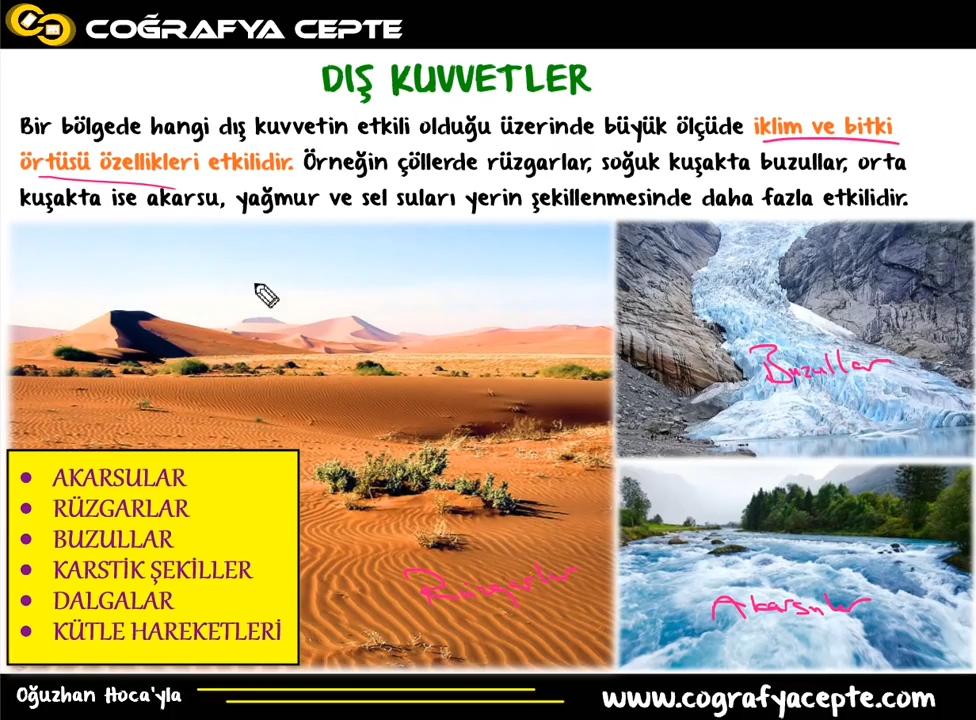 COĞRAFYA CEPTE
DIŞ KUVVETLER
Bir bölgede hangi dış kuvvetin etkili olduğu üzerinde büyük ölçüde iklim ve bitki
örtüsü özellikleri etkilidir. Örneğin çöllerde rüzgarlar, soğuk kuşakta buzullar, orta
kuşakta ise akarsu, yağmur ve sel suları yerin şekillenmesinde daha fazla etkilidir.
Buzullar
• AKARSULAR
• RÜZGARLAR
• BUZULLAR
• KARSTİK ŞEKİLLER
• DALGALAR
• KÜTLE HAREKETLERİ
Rüzgarlar
Akarsular
Oğuzhan Hoca'yla
www.cografyacepte.com